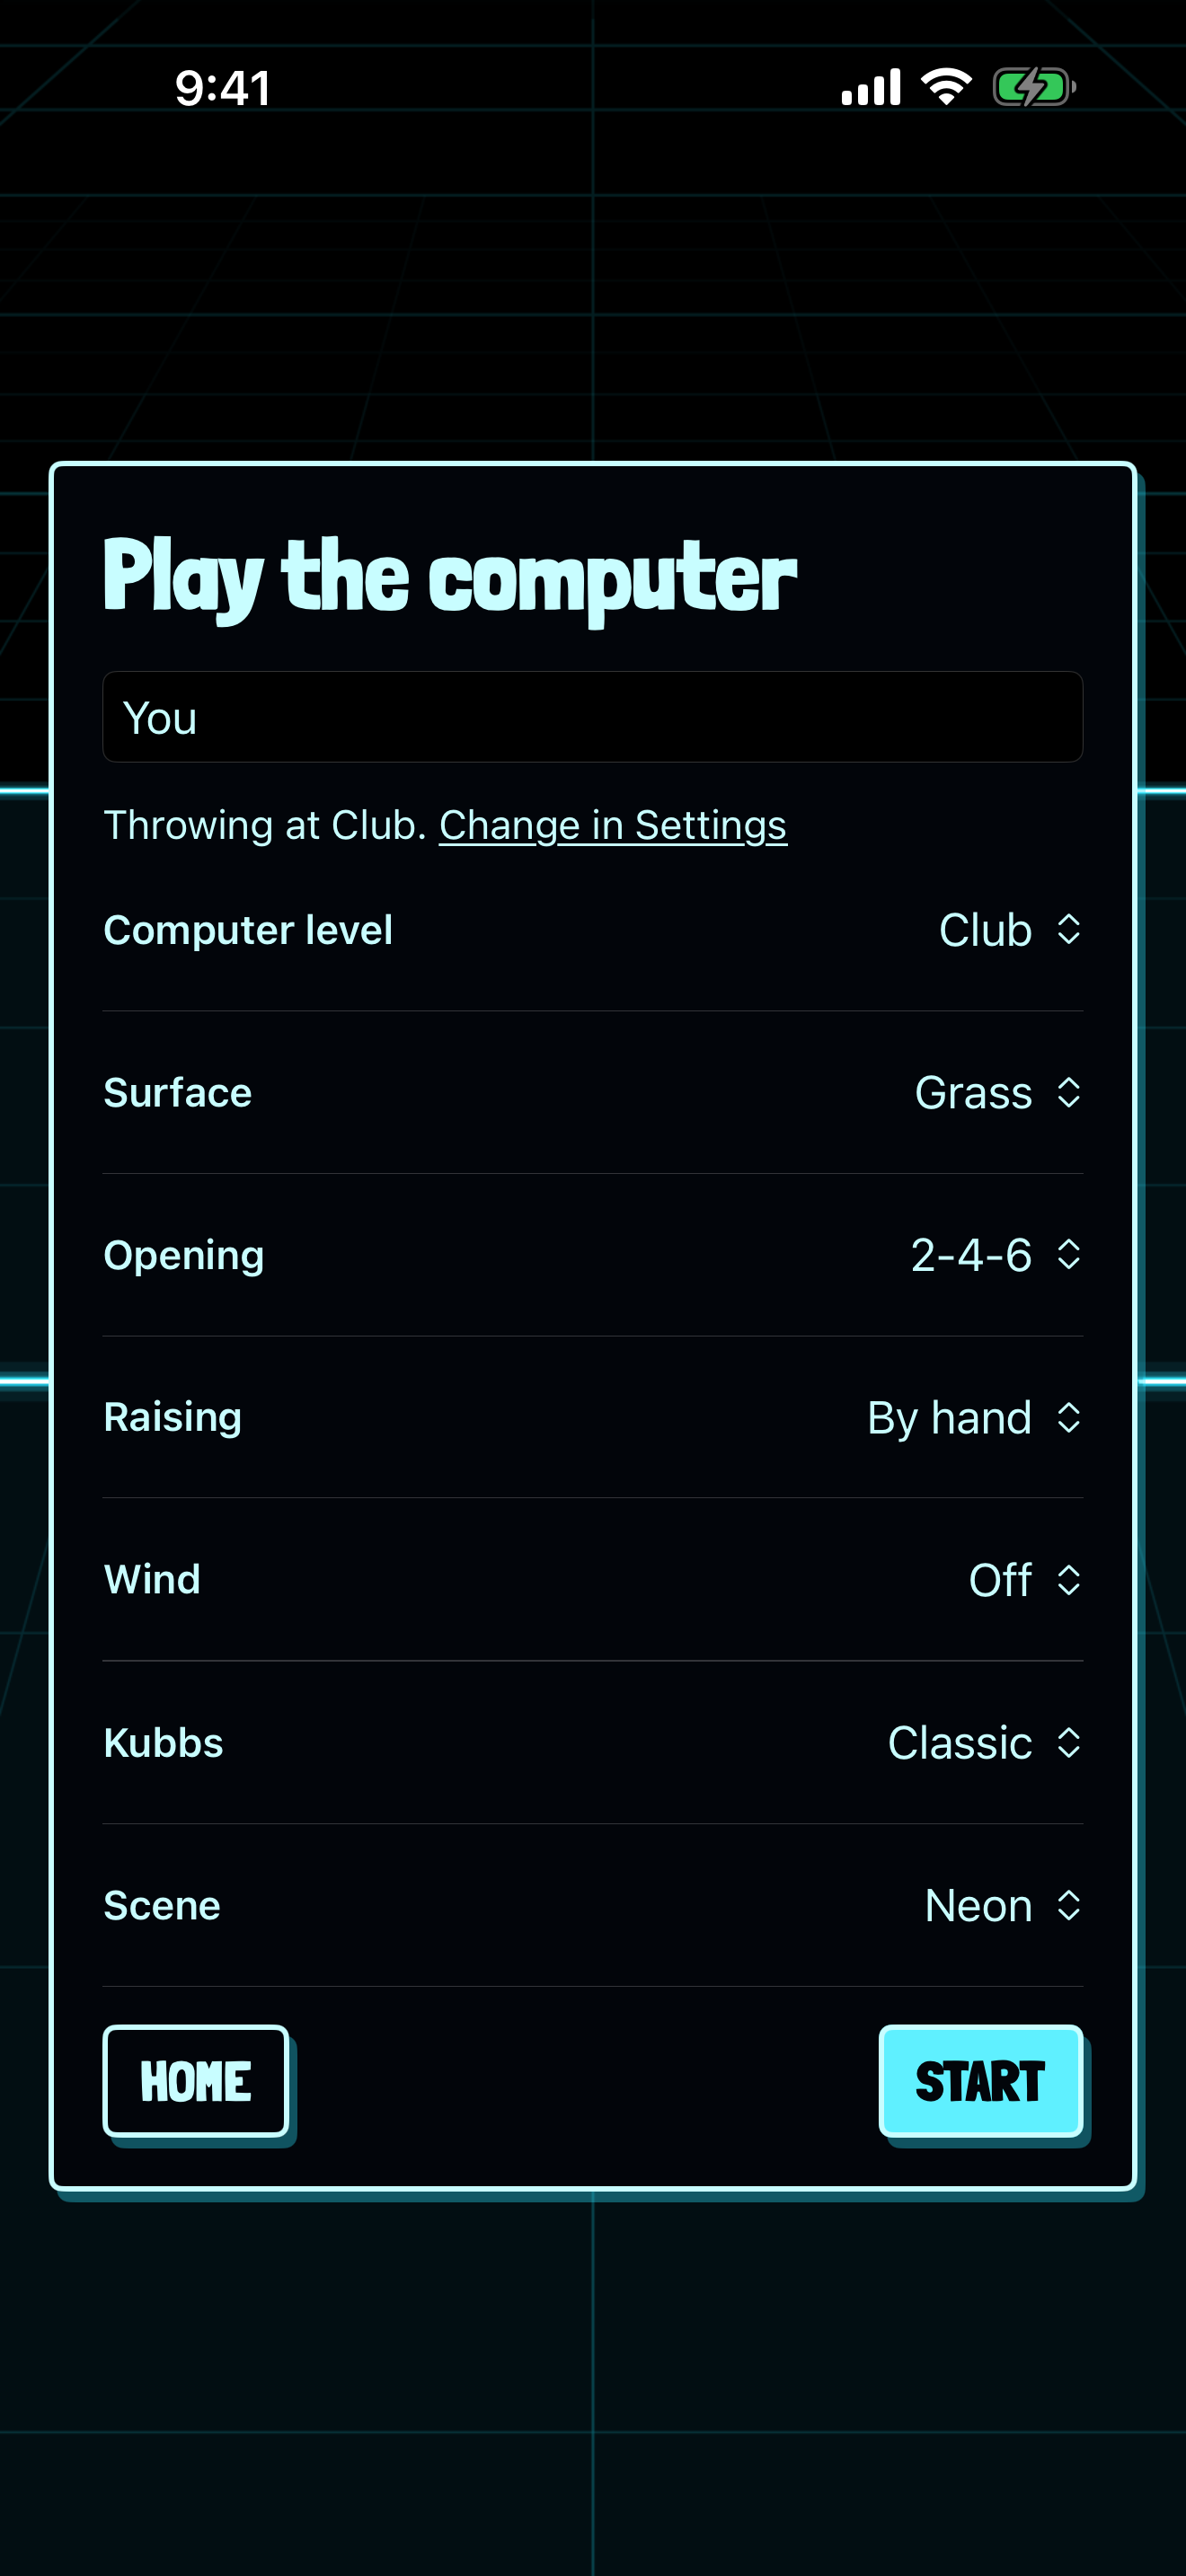 9:41
Play the computer
You
Throwing at Club. Change in Settings
Computer level Club
Surface Grass
Opening 2-4-6
Raising By hand
Wind Off
Kubbs Classic
Scene Neon
HOME START